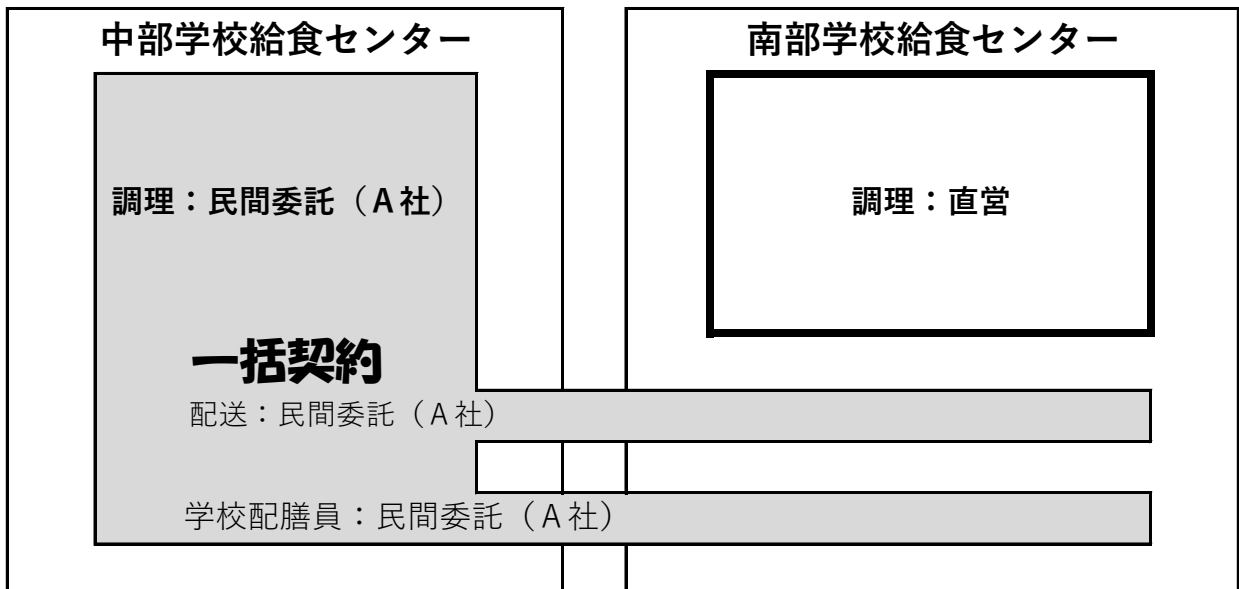 中部学校給食センター
南部学校給食センター
調理：民間委託（Ａ社）
調理：直営
一括契約
配送：民間委託（Ａ社）
学校配膳員：民間委託（Ａ社）